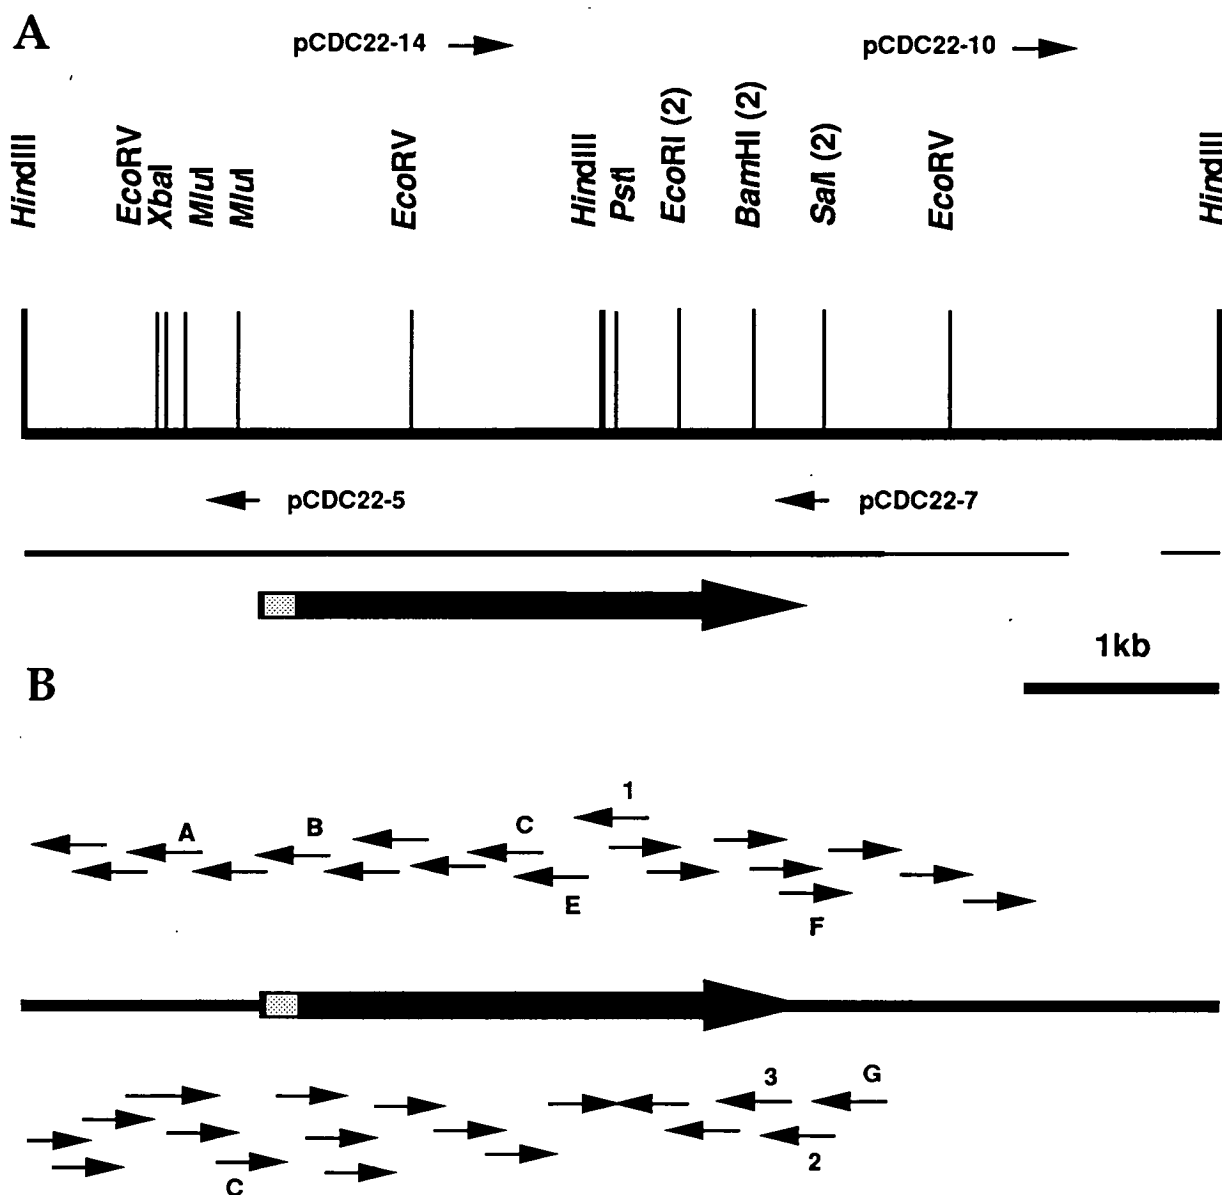 A
pCDC22-14
pCDC22-10
HindIII
EcoRV
XbaI
MluI
MluI
EcoRV
HindIII
PstI
EcoRI (2)
BamHI (2)
SalI (2)
EcoRV
HindIII
pCDC22-5
pCDC22-7
1kb
B
1
A
B
C
E
F
3
G
C
2